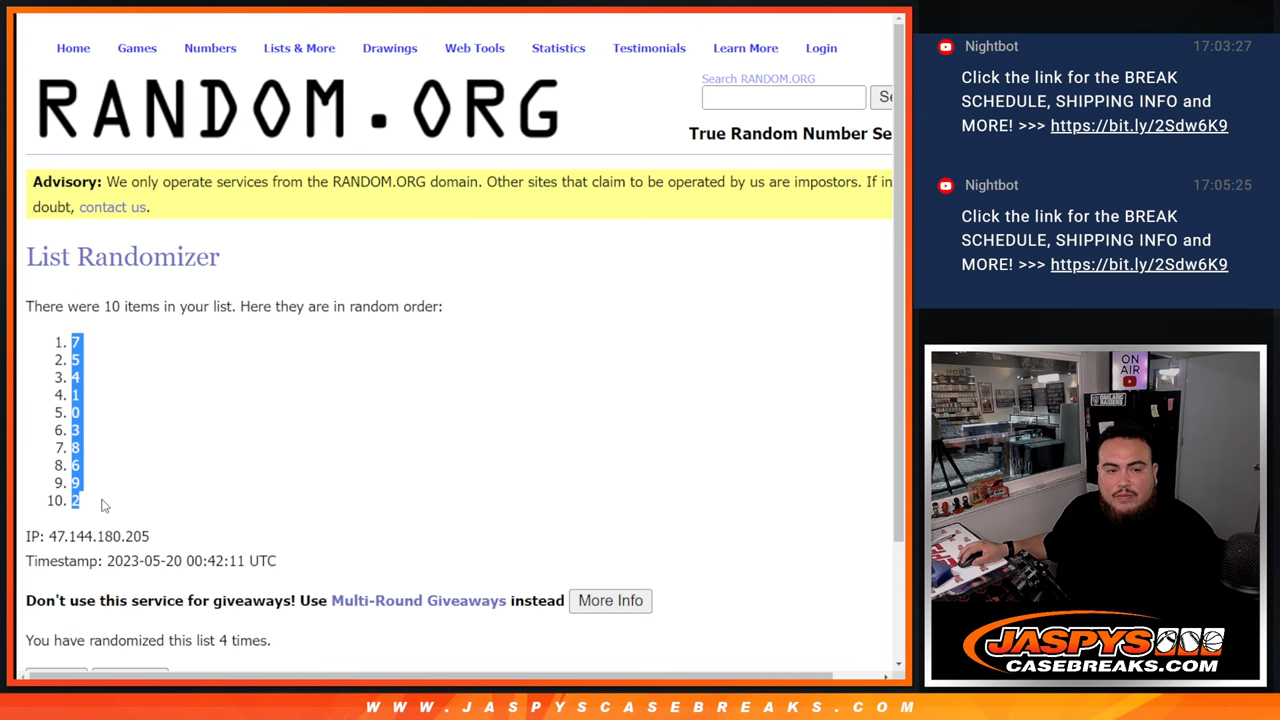 Home Games Numbers Lists & More Drawings Web Tools Statistics Testimonials Learn More Login
RANDOM.ORG
Search RANDOM.ORG
Se
True Random Number Se
Advisory: We only operate services from the RANDOM.ORG domain. Other sites that claim to be operated by us are impostors. If in
doubt, contact us.
List Randomizer
There were 10 items in your list. Here they are in random order:
1. 7
2. 5
3. 4
4. 1
5. 0
6. 3
7. 8
8. 6
9. 9
10. 2
IP: 47.144.180.205
Timestamp: 2023-05-20 00:42:11 UTC
Don't use this service for giveaways! Use Multi-Round Giveaways instead More Info
You have randomized this list 4 times.
Nightbot 17:03:27
Click the link for the BREAK
SCHEDULE, SHIPPING INFO and
MORE! >>> https://bit.ly/2Sdw6K9
Nightbot 17:05:25
Click the link for the BREAK
SCHEDULE, SHIPPING INFO and
MORE! >>> https://bit.ly/2Sdw6K9
ON
AIR
OAKLAND
RAIDERS
JASPYS
CASEBREAKS.COM
WWW.JASPYSCASEBREAKS.COM